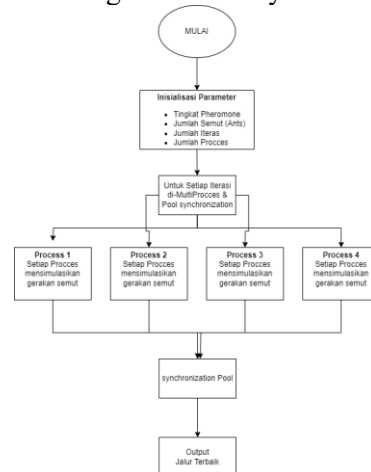 MULAI
Inisialisasi Parameter
Tingkat Pheromone
Jumlah Semut (Ants)
Jumlah Iteras
Jumlah Procces
Untuk Setiap Iterasi
di-MultiProcces &
Pool synchronization
Process 1
Setiap Procces
mensimulasikan
gerakan semut
Process 2
Setiap Procces
mensimulasikan
gerakan semut
Process 3
Setiap Procces
mensimulasikan
gerakan semut
Process 4
Setiap Procces
mensimulasikan
gerakan semut
synchronization Pool
Output
Jalur Terbaik